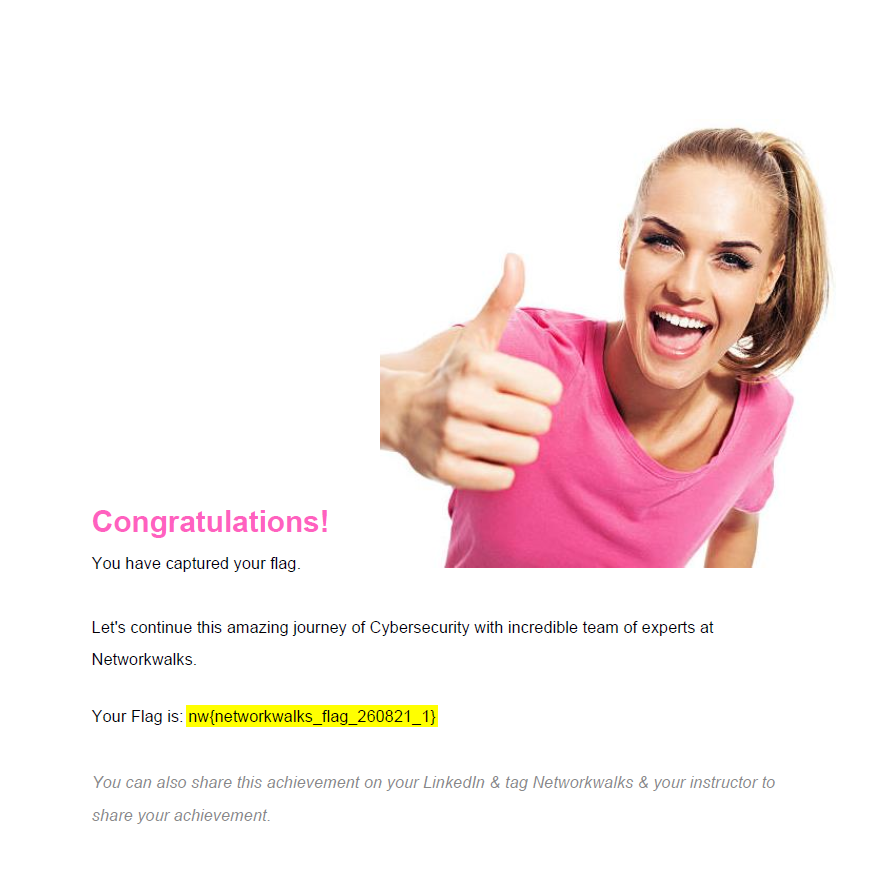 Congratulations!
You have captured your flag.
Let's continue this amazing journey of Cybersecurity with incredible team of experts at
Networkwalks.
Your Flag is: nw{networkwalks_flag_260821_1}
You can also share this achievement on your LinkedIn & tag Networkwalks & your instructor to
share your achievement.